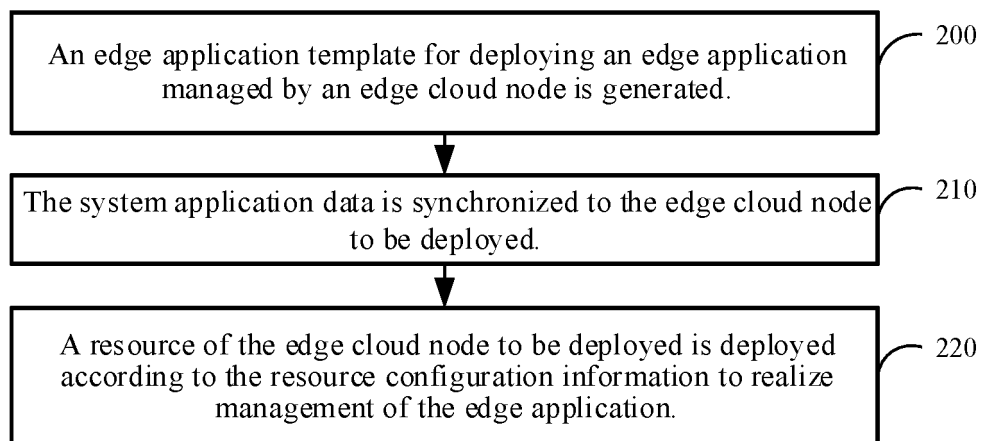 An edge application template for deploying an edge application
managed by an edge cloud node is generated.
200
The system application data is synchronized to the edge cloud node
to be deployed.
210
A resource of the edge cloud node to be deployed is deployed
according to the resource configuration information to realize
management of the edge application.
220